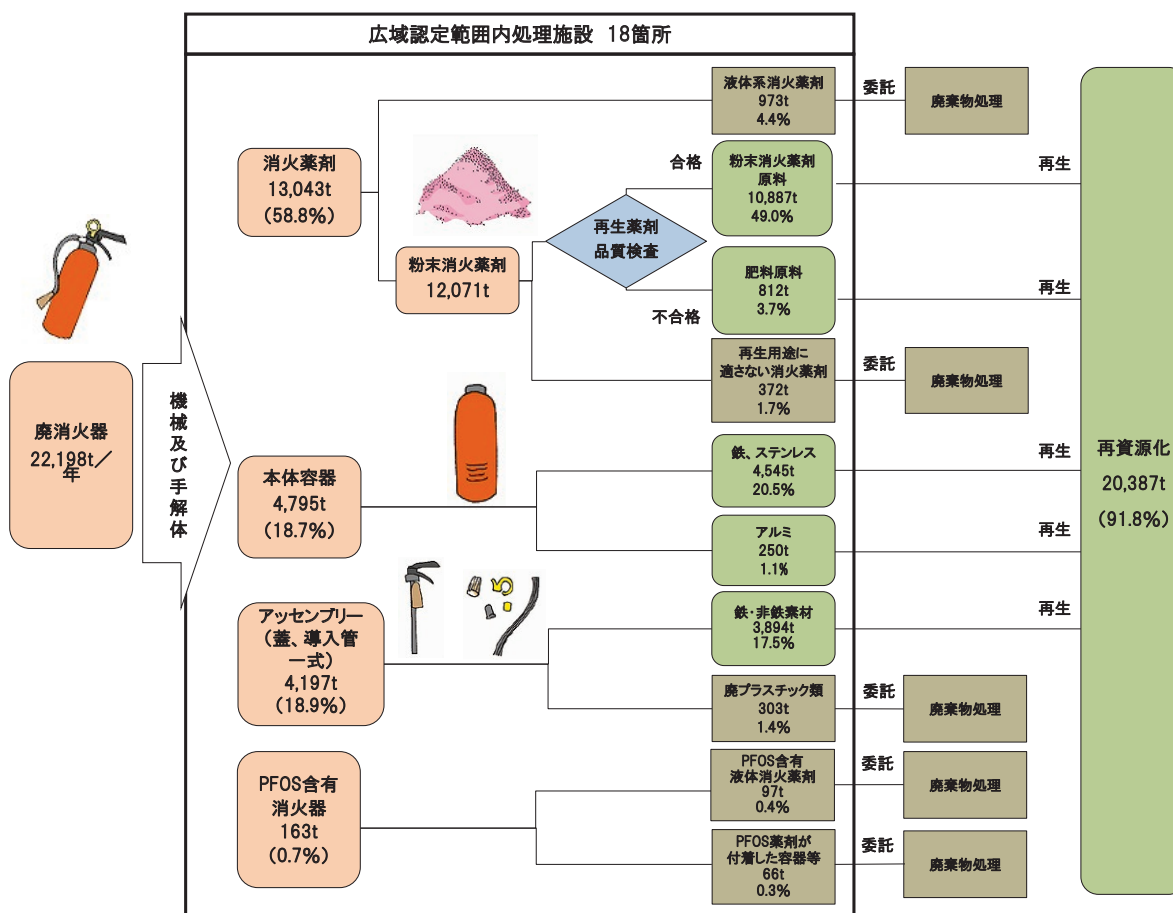 広域認定範囲内処理施設 18箇所
廃消火器
22,198t／
年
機械及び手解体
消火薬剤
13,043t
(58.8%)
粉末消火薬剤
12,071t
再生薬剤
品質検査
合格
不合格
液体系消火薬剤
973t
4.4%
委託
廃棄物処理
粉末消火薬剤
原料
10,887t
49.0%
再生
肥料原料
812t
3.7%
再生
再生用途に
適さない消火薬剤
372t
1.7%
委託
廃棄物処理
本体容器
4,795t
(18.7%)
鉄、ステンレス
4,545t
20.5%
再生
アルミ
250t
1.1%
再生
アッセンブリー
(蓋、導入管
一式)
4,197t
(18.9%)
鉄・非鉄素材
3,894t
17.5%
再生
廃プラスチック類
303t
1.4%
委託
廃棄物処理
PFOS含有
消火器
163t
(0.7%)
PFOS含有
液体消火薬剤
97t
0.4%
委託
廃棄物処理
PFOS薬剤が
付着した容器等
66t
0.3%
委託
廃棄物処理
再資源化
20,387t
(91.8%)